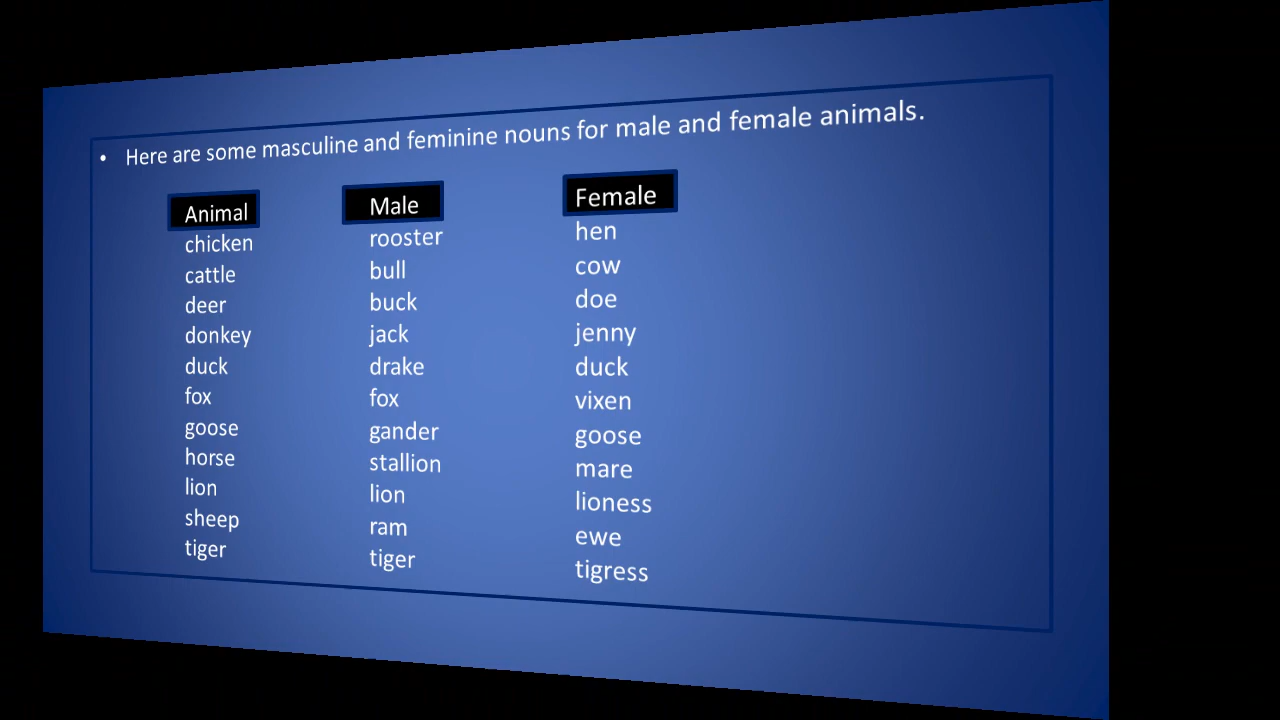 • Here are some masculine and feminine nouns for male and female animals.
Animal Male Female
chicken rooster hen
cattle bull cow
deer buck doe
donkey jack jenny
duck drake duck
fox fox vixen
goose gander goose
horse stallion mare
lion lion lioness
sheep ram ewe
tiger tiger tigress